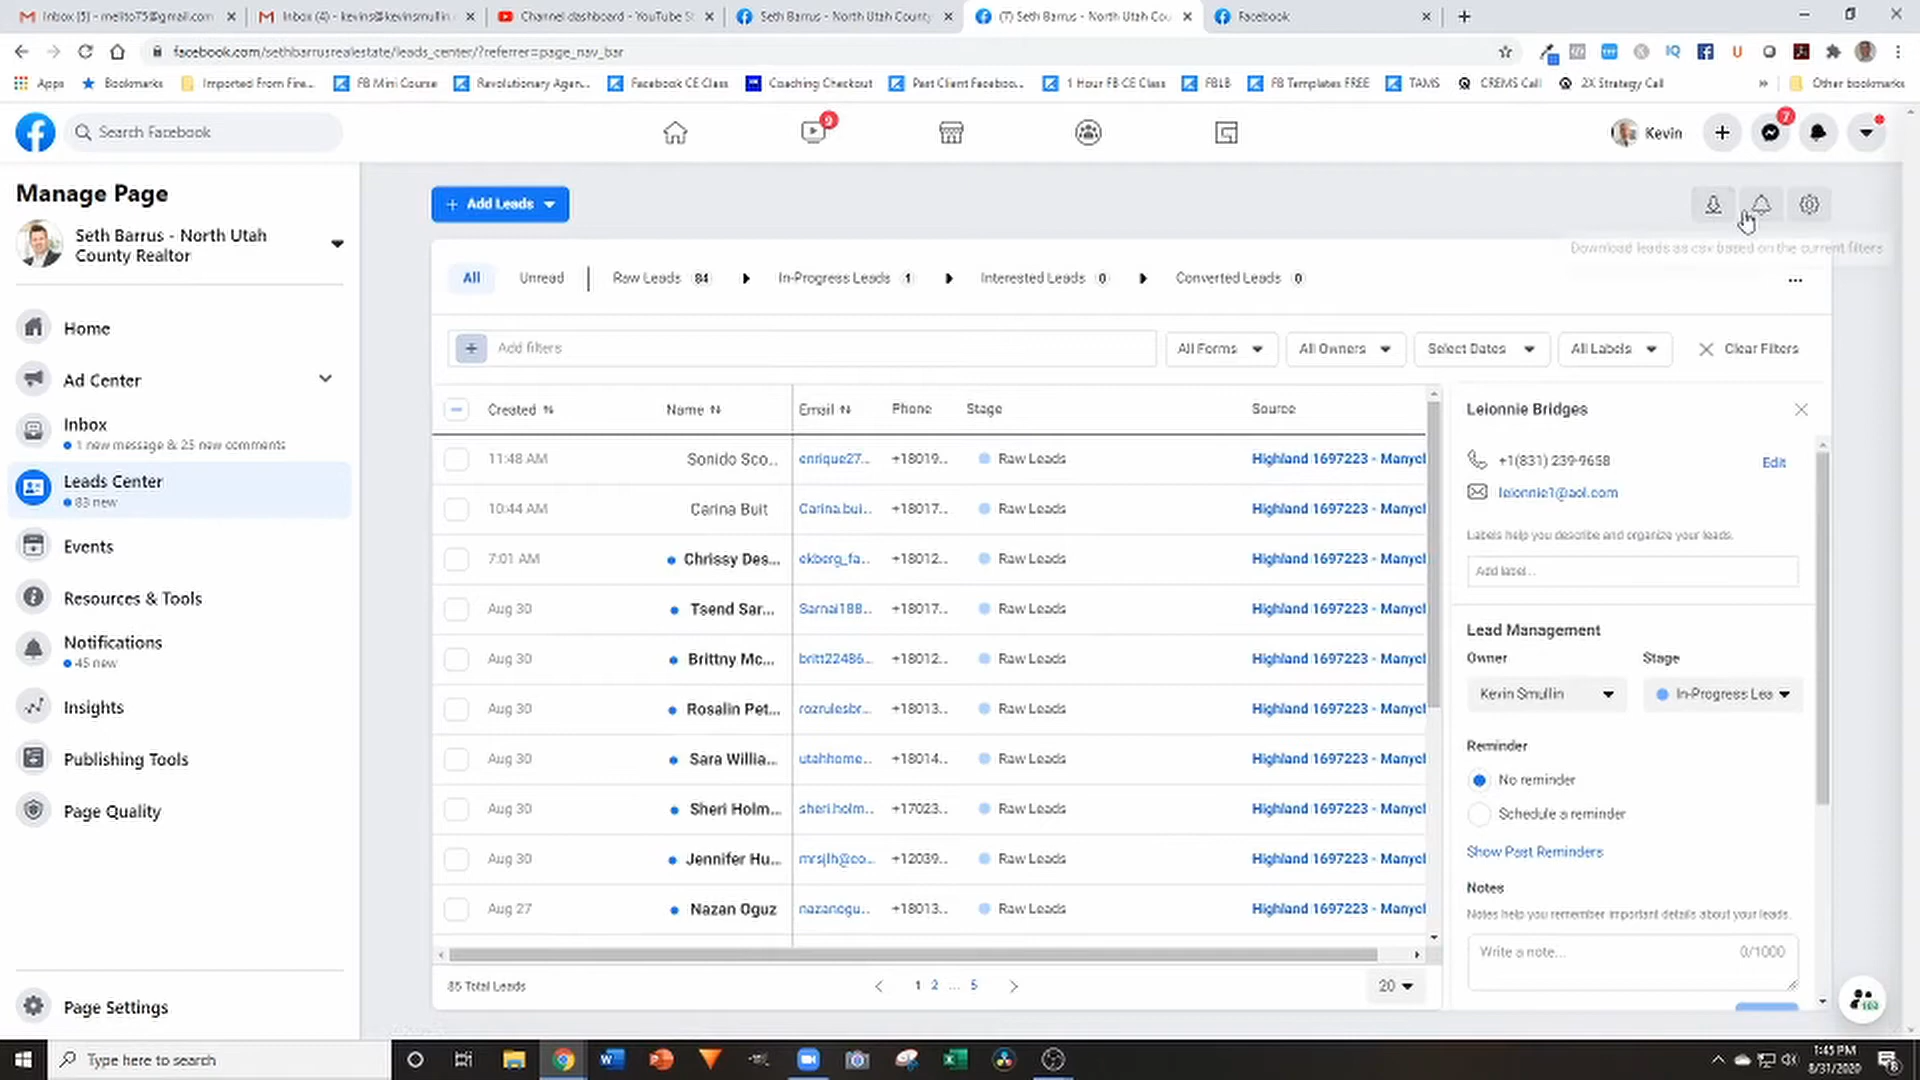 Inbox (5) - melito75@gmail.com
Inbox (4) - kevins@kevinsmullin
Channel dashboard - YouTube S
Seth Barrus - North Utah County
(7) Seth Barrus - North Utah Cou
Facebook
facebook.com/sethbarrusrealestate/leads_center/?referrer=page_nav_bar
Apps
Bookmarks
Imported From Fire...
FB Mini Course
Revolutionary Agen...
Facebook CE Class
Coaching Checkout
Past Client Faceboo...
1 Hour FB CE Class
FBLB
FB Templates FREE
TAMS
CREMS Call
2X Strategy Call
Other bookmarks
Search Facebook
9
Kevin
7
Manage Page
Seth Barrus - North Utah
County Realtor
Home
Ad Center
Inbox
1 new message & 25 new comments
Leads Center
83 new
Events
Resources & Tools
Notifications
45 new
Insights
Publishing Tools
Page Quality
Page Settings
+ Add Leads
Download leads as csv based on the current filters
All
Unread
Raw Leads 84
In-Progress Leads 1
Interested Leads 0
Converted Leads 0
...
Add filters
All Forms
All Owners
Select Dates
All Labels
Clear Filters
Created Name Email Phone Stage Source
11:48 AM Sonido Sco... enrique27... +18019... Raw Leads Highland 1697223 - Manycl
10:44 AM Carina Buit Carina.bui... +18017... Raw Leads Highland 1697223 - Manycl
7:01 AM Chrissy Des... ekberg_fa... +18012... Raw Leads Highland 1697223 - Manycl
Aug 30 Tsend Sar... Sarnai188... +18017... Raw Leads Highland 1697223 - Manycl
Aug 30 Brittny Mc... britt22486... +18012... Raw Leads Highland 1697223 - Manycl
Aug 30 Rosalin Pet... rozrulesbr... +18013... Raw Leads Highland 1697223 - Manycl
Aug 30 Sara Willia... utahhome... +18014... Raw Leads Highland 1697223 - Manycl
Aug 30 Sheri Holm... sheri.holm... +17023... Raw Leads Highland 1697223 - Manycl
Aug 30 Jennifer Hu... mrsjlh@co... +12039... Raw Leads Highland 1697223 - Manycl
Aug 27 Nazan Oguz nazanogu... +18013... Raw Leads Highland 1697223 - Manycl
85 Total Leads
1 2 ... 5
20
Leionnie Bridges
+1(831) 239-9658
Edit
leionnie1@aol.com
Labels help you describe and organize your leads.
Add label...
Lead Management
Owner Stage
Kevin Smullin
In-Progress Lea
Reminder
No reminder
Schedule a reminder
Show Past Reminders
Notes
Notes help you remember important details about your leads.
Write a note...
0/1000
Type here to search
1:45 PM
8/31/2020